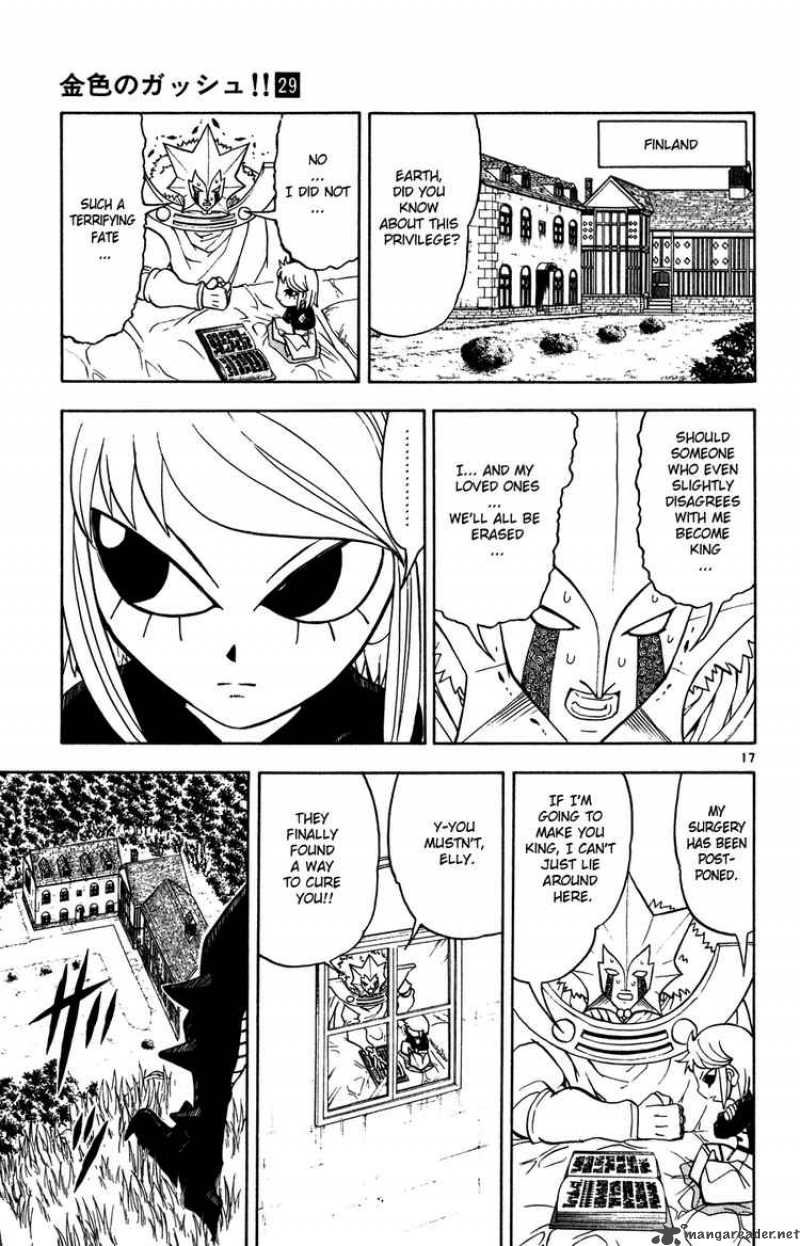 金色のガッシュ!! 29
FINLAND
EARTH,
DID YOU
KNOW
ABOUT THIS
PRIVILEGE?
NO
...
I DID NOT
...
SUCH A
TERRIFYING
FATE
...
SHOULD
SOMEONE
WHO EVEN
SLIGHTLY
DISAGREES
WITH ME
BECOME
KING
...
I... AND MY
LOVED ONES
...
WE'LL ALL BE
ERASED
...
..........
17
MY
SURGERY
HAS BEEN
POST-
PONED.
IF I'M
GOING TO
MAKE YOU
KING, I CAN'T
JUST LIE
AROUND
HERE.
Y-YOU
MUSTN'T,
ELLY.
THEY
FINALLY
FOUND
A WAY
TO CURE
YOU!!
ザッ
mangareader.net